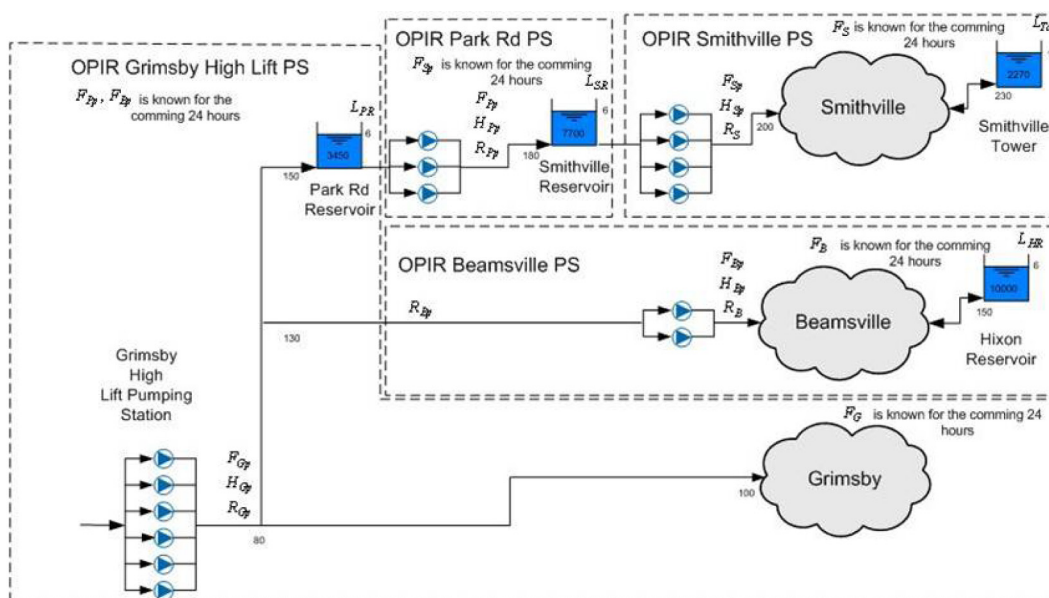 OPIR Grimsby High Lift PS
F_Pp, F_Bp is known for the
comming 24 hours
L_PR
6
3450
150
Park Rd
Reservoir
OPIR Park Rd PS
F_Sp is known for the comming
24 hours
F_Pp
H_Pp
R_Pp
L_SR
6
7700
180
Smithville
Reservoir
OPIR Smithville PS
F_S is known for the comming
24 hours
F_Sp
H_Sp
R_S
200
Smithville
2270
230
Smithville
Tower
OPIR Beamsville PS
F_B is known for the comming
24 hours
R_Bp
130
F_Bp
H_Bp
R_B
Beamsville
L_HR
6
10000
150
Hixon
Reservoir
Grimsby
High
Lift Pumping
Station
F_Gp
H_Gp
R_Gp
80
F_G is known for the comming 24
hours
100
Grimsby